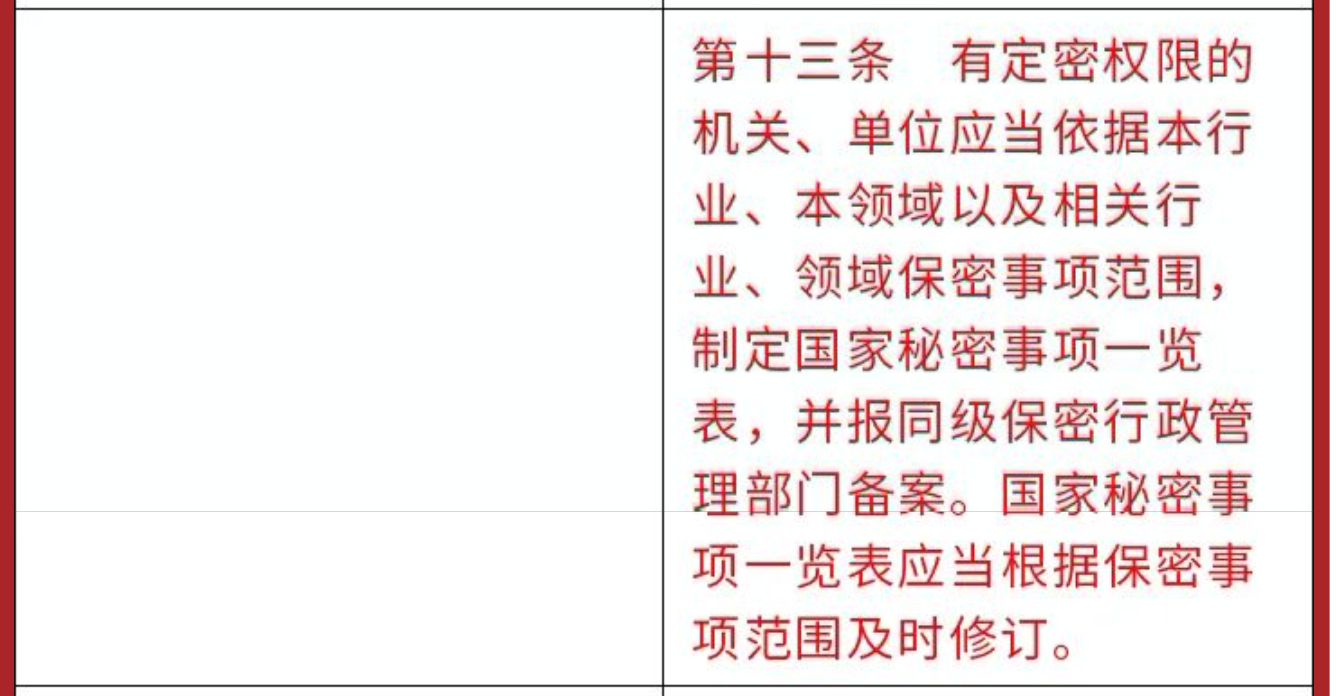 第十三条　有定密权限的
机关、单位应当依据本行
业、本领域以及相关行
业、领域保密事项范围，
制定国家秘密事项一览
表，并报同级保密行政管
理部门备案。国家秘密事
项一览表应当根据保密事
项范围及时修订。